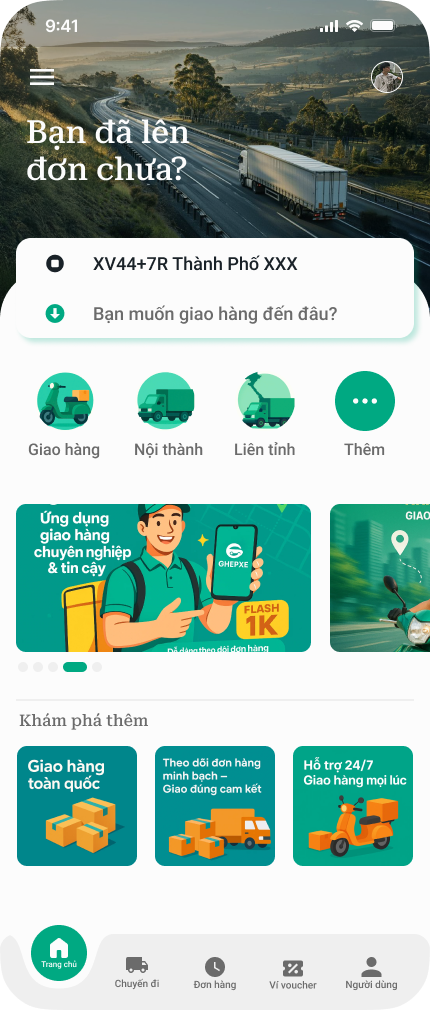 9:41
Bạn đã lên
đơn chưa?
XV44+7R Thành Phố XXX
Bạn muốn giao hàng đến đâu?
Giao hàng
Nội thành
Liên tỉnh
Thêm
Ứng dụng
giao hàng
chuyên nghiệp
& tin cậy
GHEPXE
FLASH
1K
Dễ dàng theo dõi đơn hàng
GIAO
Khám phá thêm
Giao hàng
toàn quốc
Theo dõi đơn hàng
minh bạch –
Giao đúng cam kết
Hỗ trợ 24/7
Giao hàng mọi lúc
Trang chủ
Chuyến đi
Đơn hàng
Ví voucher
Người dùng